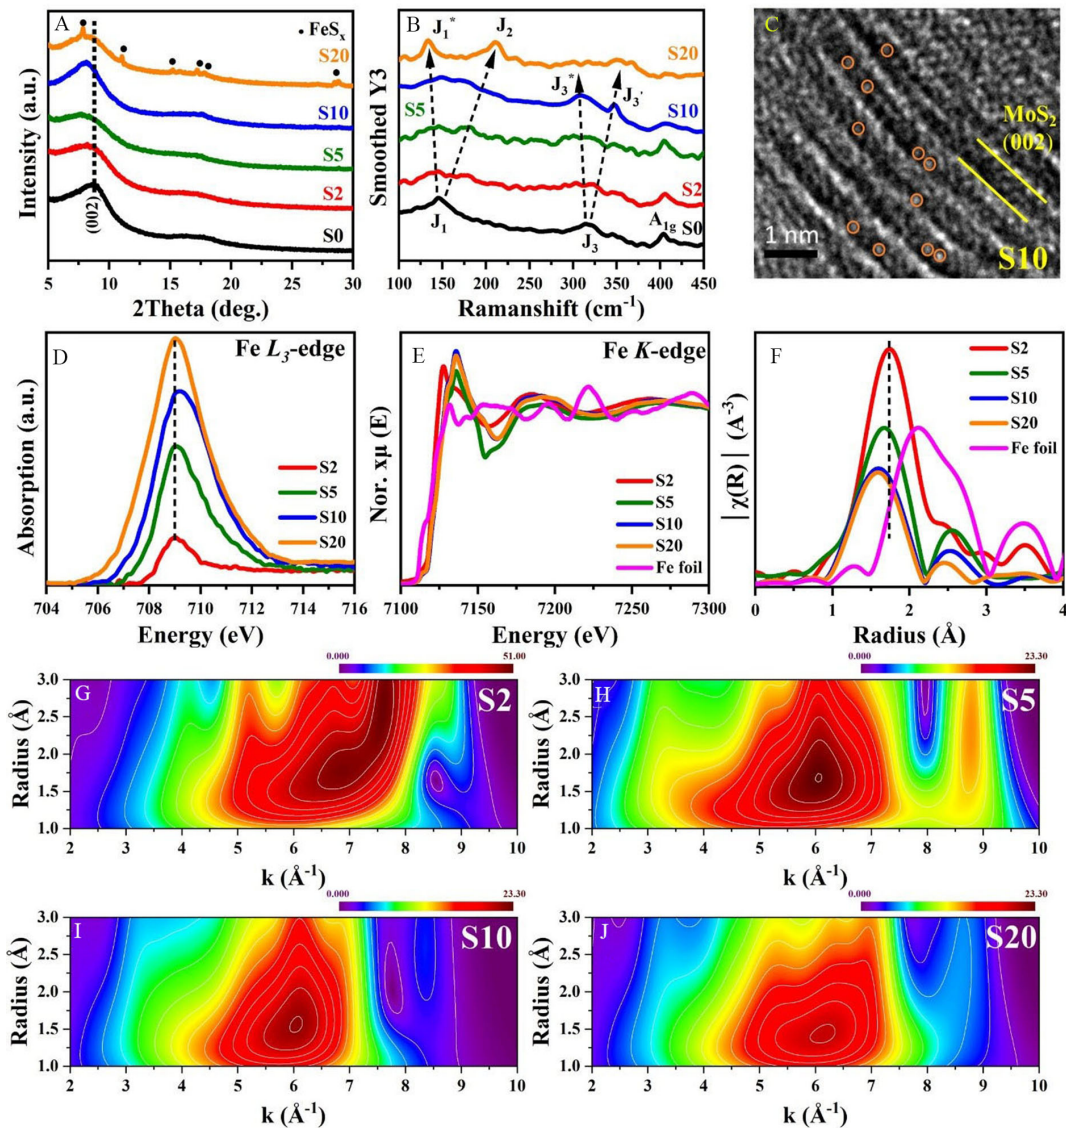 A
• FeSₓ
S20
S10
S5
S2
S0
(002)
Intensity (a.u.)
5 10 15 20 25 30
2Theta (deg.)
B
J₁*
J₂
S20
J₃*
J₃'
S10
S5
S2
J₁
J₃
A₁g
S0
Smoothed Y3
100 150 200 250 300 350 400 450
Ramanshift (cm⁻¹)
C
MoS₂
(002)
1 nm
S10
D
Fe L₃-edge
S2
S5
S10
S20
Absorption (a.u.)
704 706 708 710 712 714 716
Energy (eV)
E
Fe K-edge
S2
S5
S10
S20
Fe foil
Nor. xμ (E)
7100 7150 7200 7250 7300
Energy (eV)
F
S2
S5
S10
S20
Fe foil
| χ(R) | (A⁻³)
0 1 2 3 4
Radius (Å)
0.000 51.00
G
S2
3.0
2.5
2.0
1.5
1.0
Radius (Å)
2 3 4 5 6 7 8 9 10
k (Å⁻¹)
0.000 23.30
H
S5
3.0
2.5
2.0
1.5
1.0
Radius (Å)
2 3 4 5 6 7 8 9 10
k (Å⁻¹)
0.000 23.30
I
S10
3.0
2.5
2.0
1.5
1.0
Radius (Å)
2 3 4 5 6 7 8 9 10
k (Å⁻¹)
0.000 23.30
J
S20
3.0
2.5
2.0
1.5
1.0
Radius (Å)
2 3 4 5 6 7 8 9 10
k (Å⁻¹)